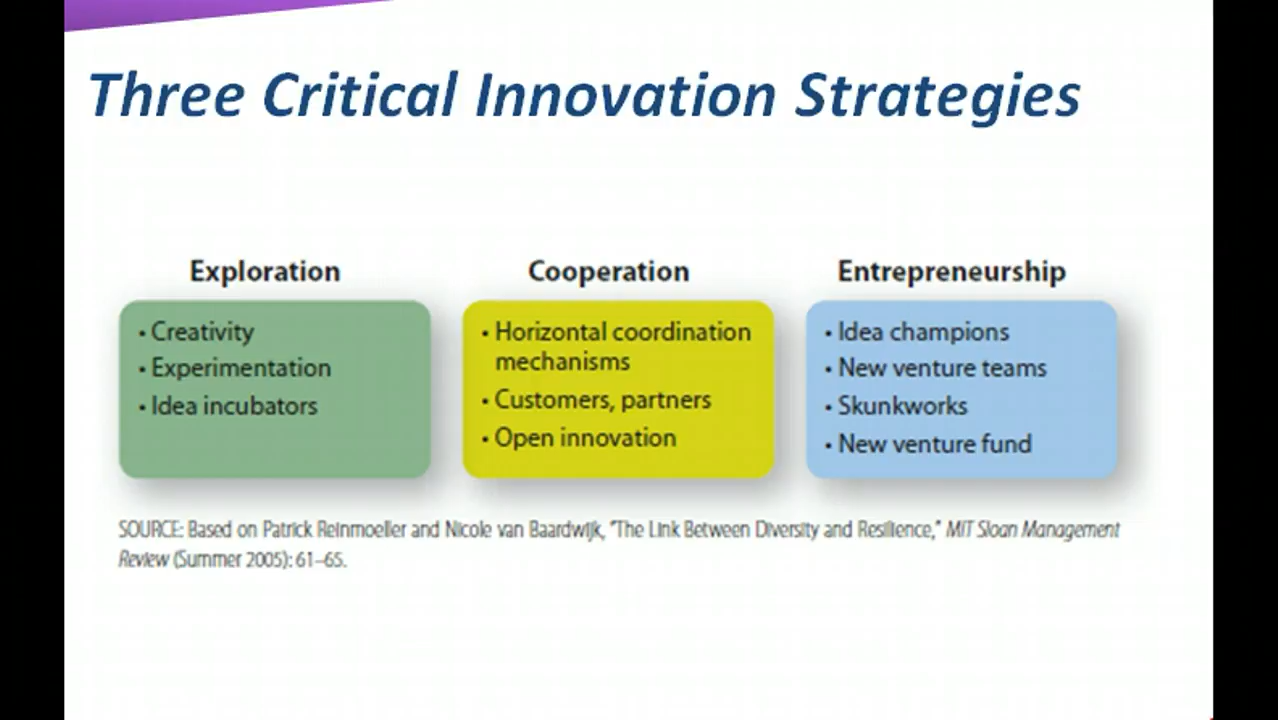 Three Critical Innovation Strategies
Exploration
• Creativity
• Experimentation
• Idea incubators
Cooperation
• Horizontal coordination
mechanisms
• Customers, partners
• Open innovation
Entrepreneurship
• Idea champions
• New venture teams
• Skunkworks
• New venture fund
SOURCE: Based on Patrick Reinmoeller and Nicole van Baardwijk, "The Link Between Diversity and Resilience," MIT Sloan Management
Review (Summer 2005): 61–65.